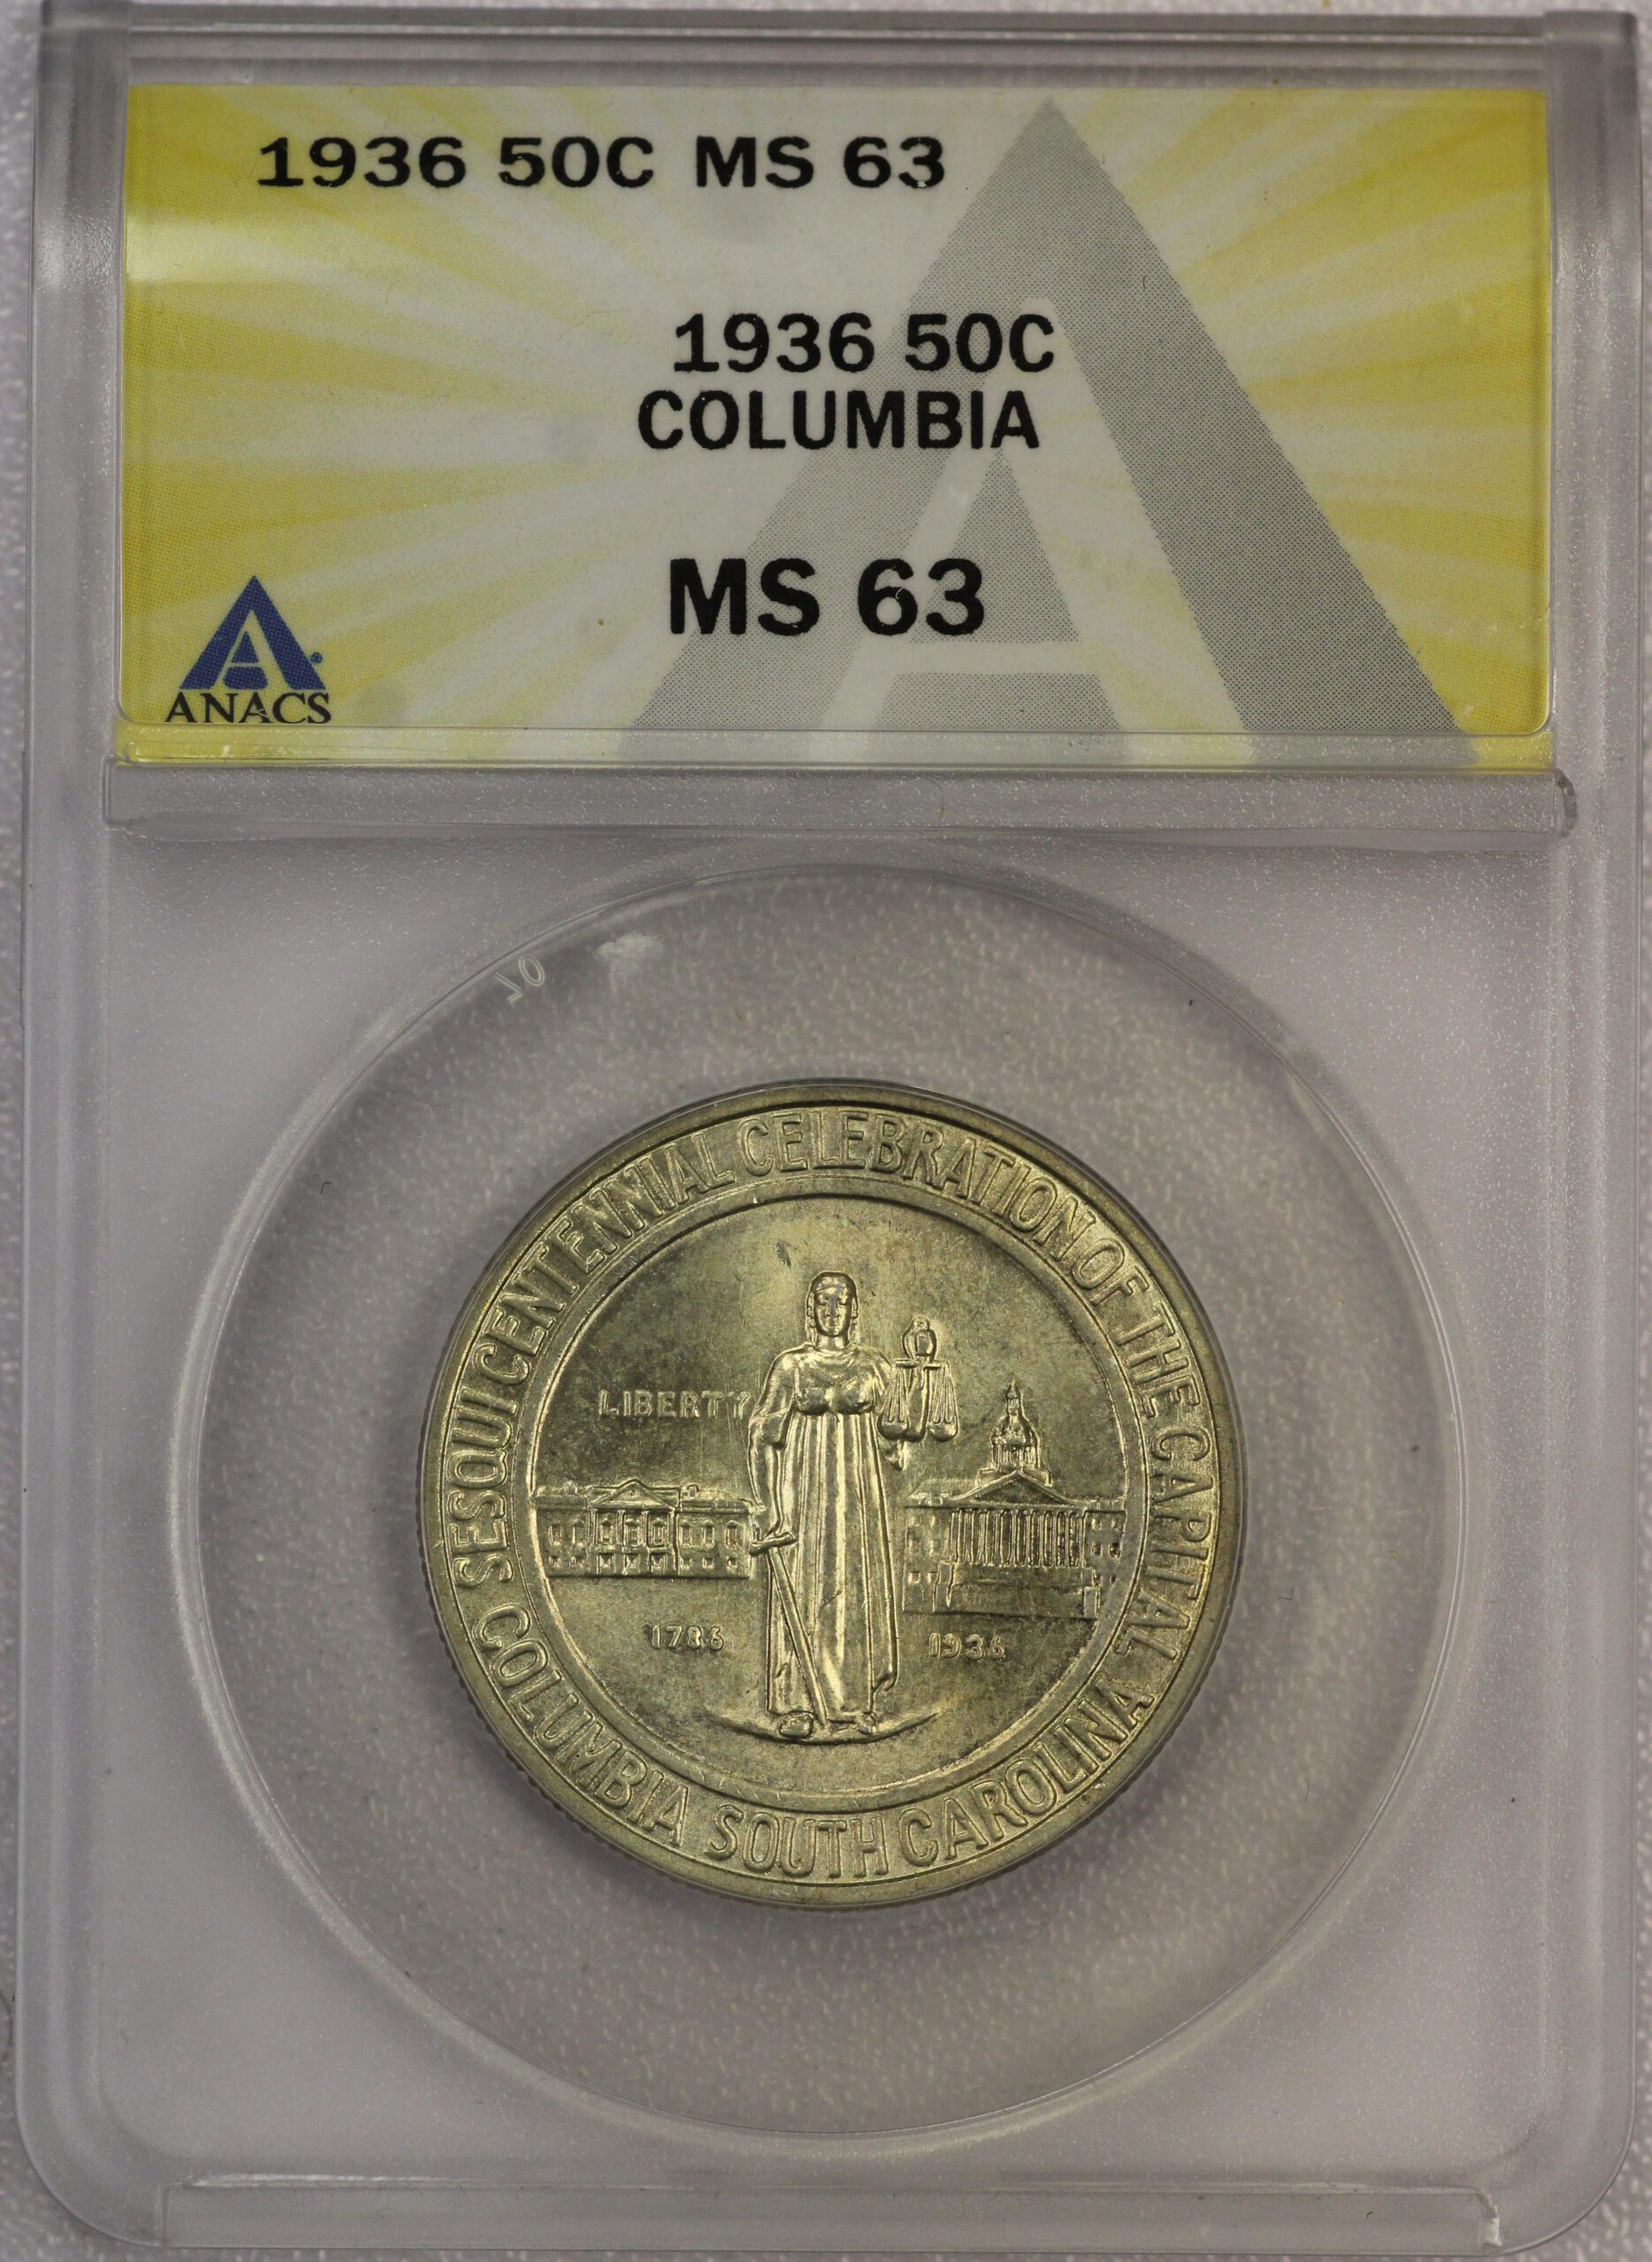 1936 50C MS 63
1936 50C
COLUMBIA
MS 63
ANACS
SESQUICENTENNIAL CELEBRATION OF THE CAPITAL
COLUMBIA SOUTH CAROLINA
LIBERTY
1786
1936